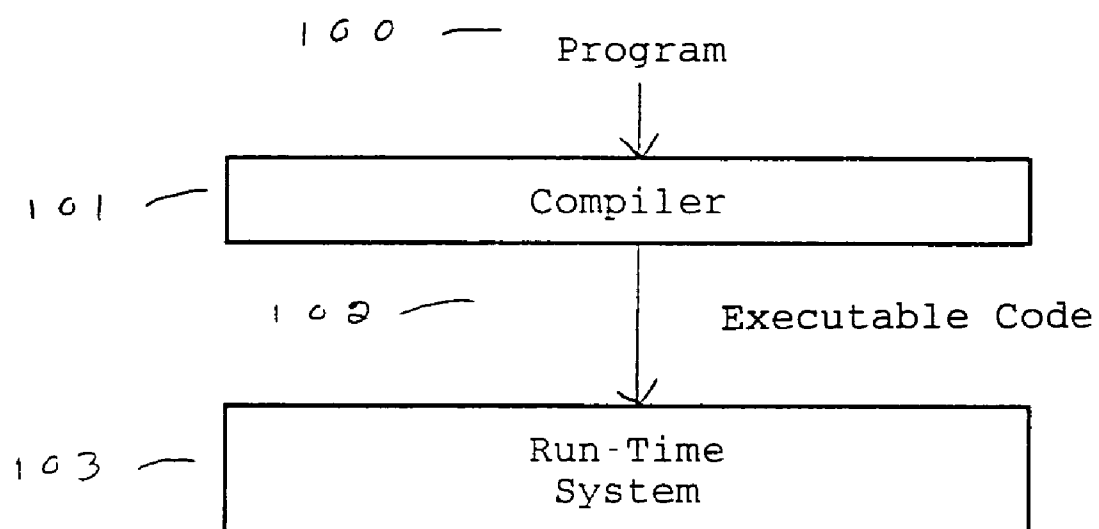 100 Program
101 Compiler
102 Executable Code
103 Run-Time
System